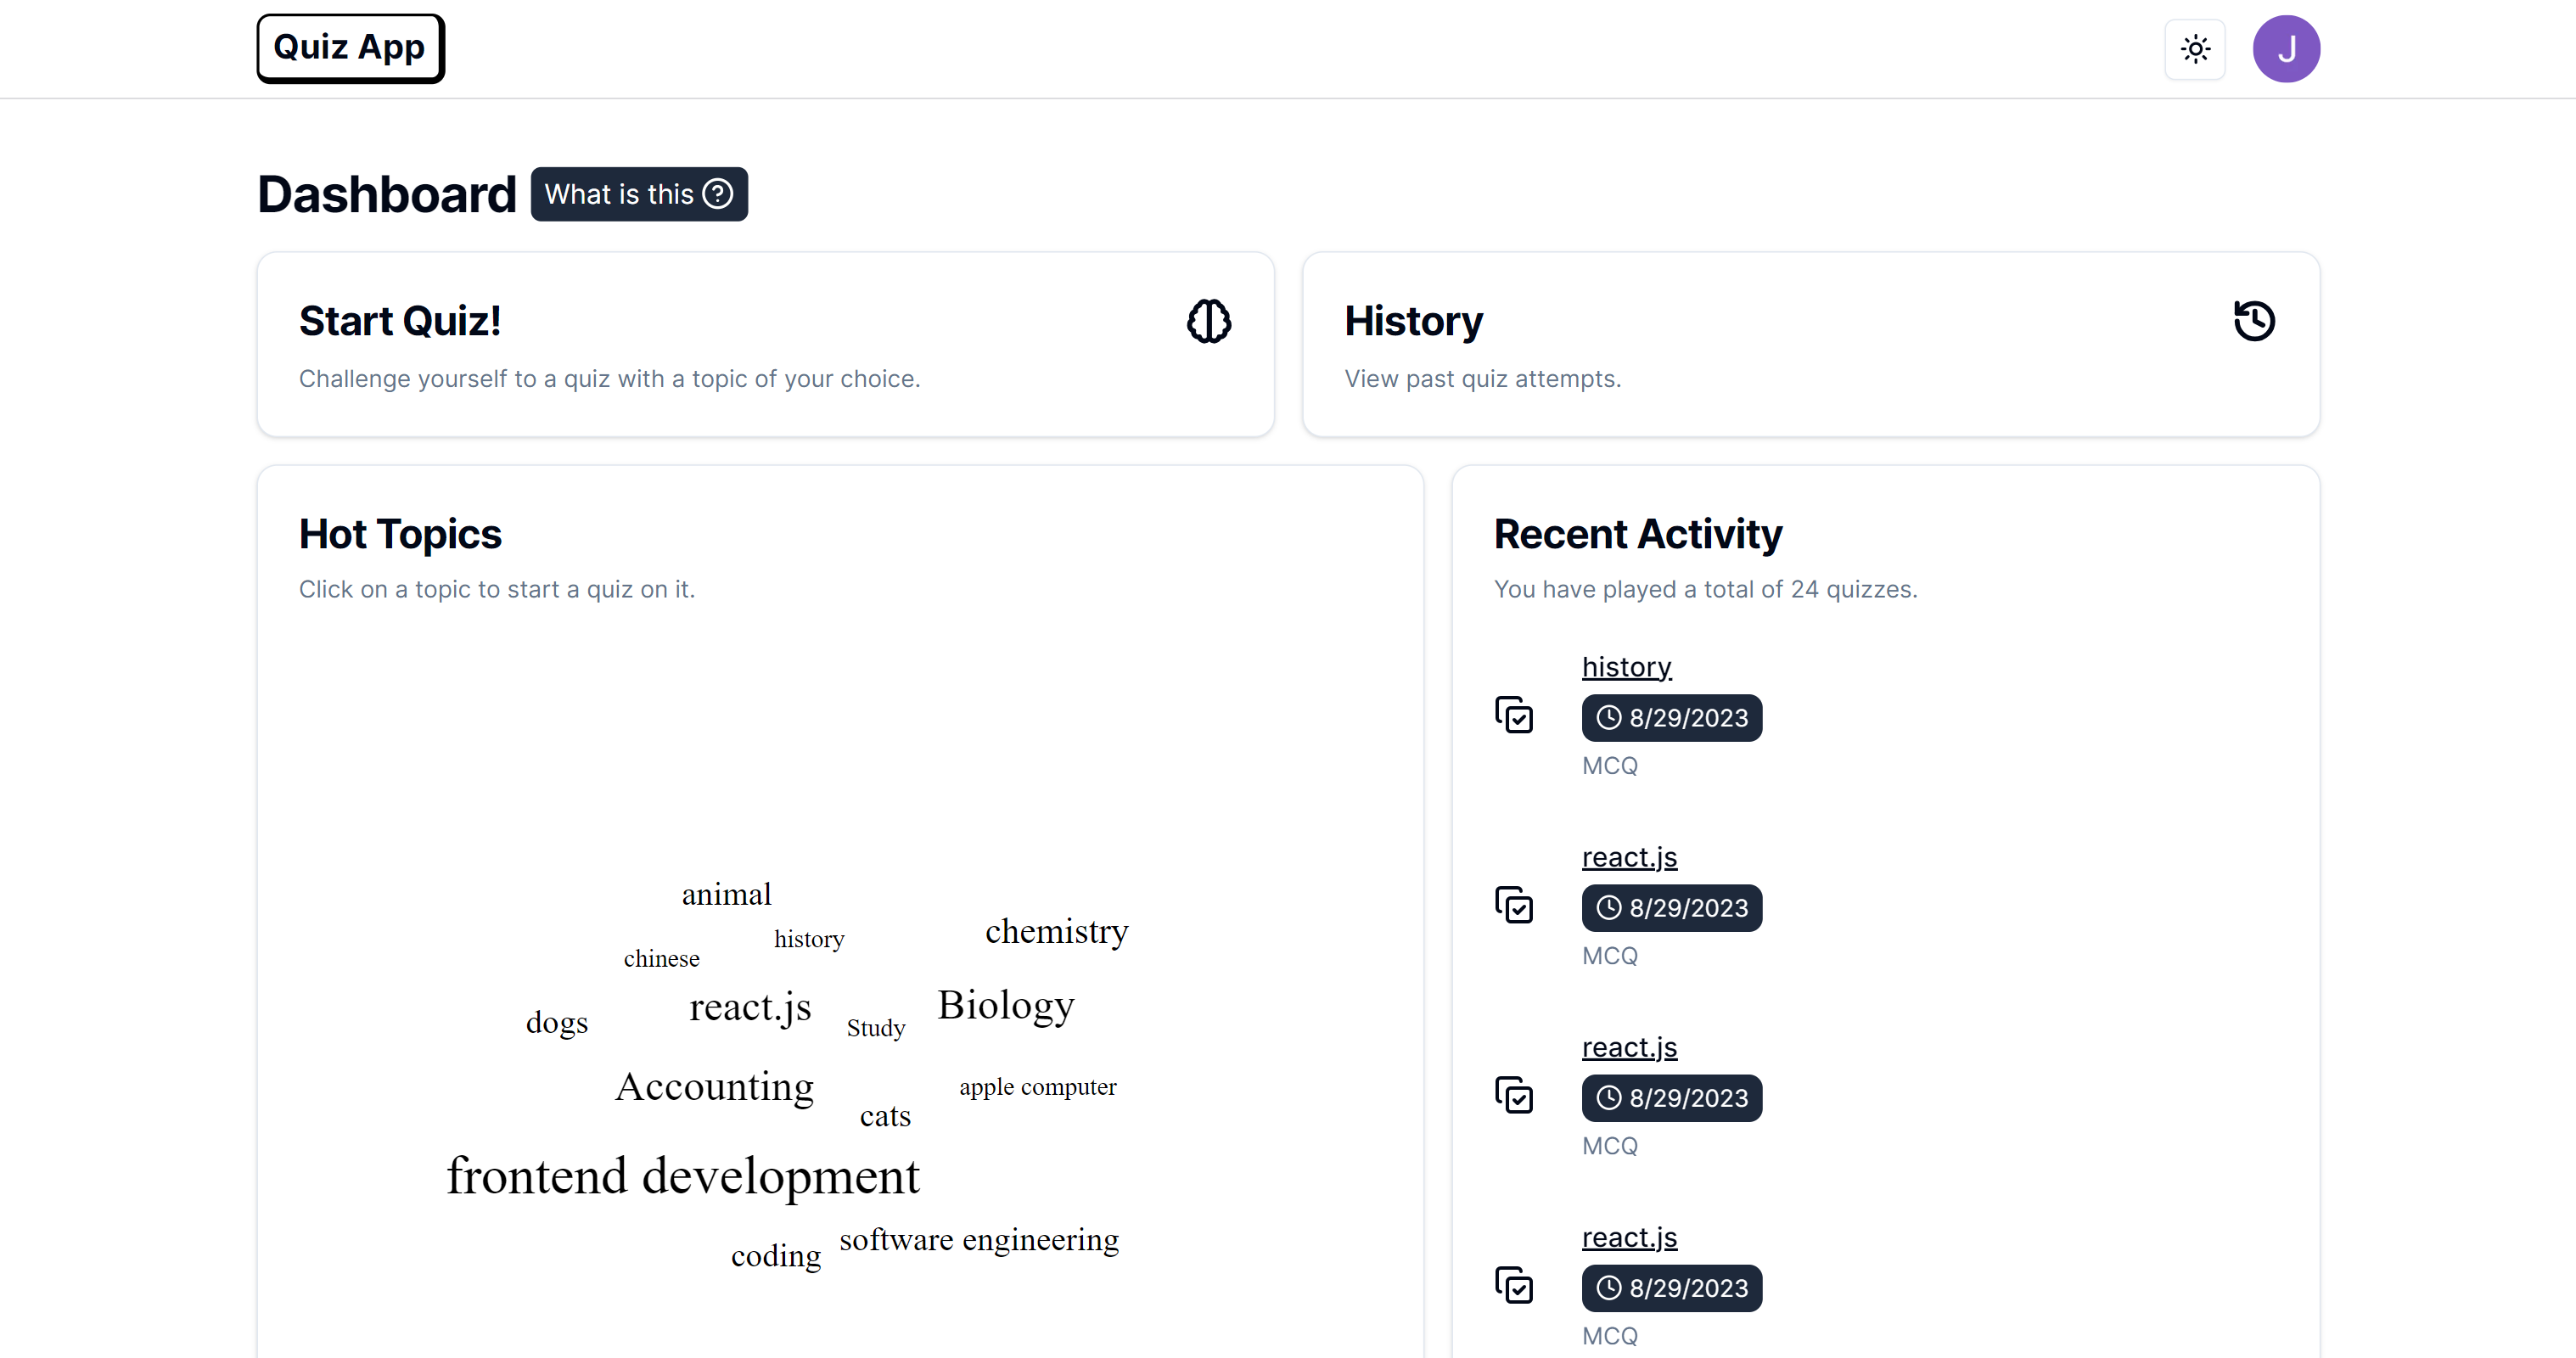 Quiz App
J
Dashboard
What is this
Start Quiz!
Challenge yourself to a quiz with a topic of your choice.
History
View past quiz attempts.
Hot Topics
Click on a topic to start a quiz on it.
animal
history
chemistry
chinese
react.js
Study
Biology
dogs
Accounting
cats
apple computer
frontend development
coding
software engineering
Recent Activity
You have played a total of 24 quizzes.
history
8/29/2023
MCQ
react.js
8/29/2023
MCQ
react.js
8/29/2023
MCQ
react.js
8/29/2023
MCQ